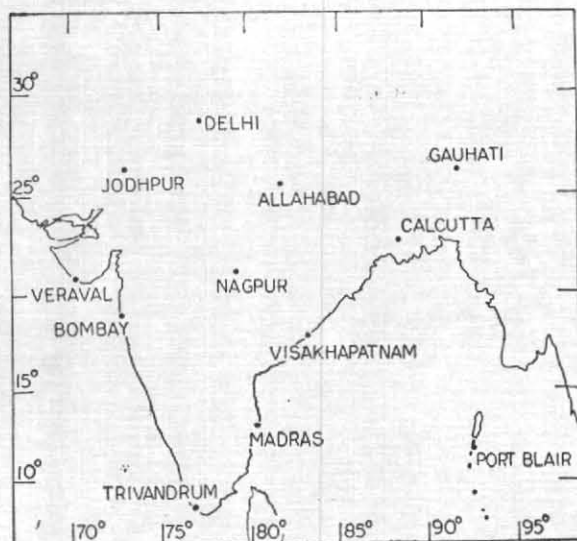 30°
DELHI
GAUHATI
JODHPUR
25°
ALLAHABAD
CALCUTTA
NAGPUR
VERAVAL
BOMBAY
VISAKHAPATNAM
15°
MADRAS
PORT BLAIR
10°
TRIVANDRUM
70° 75° 80° 85° 90° 95°